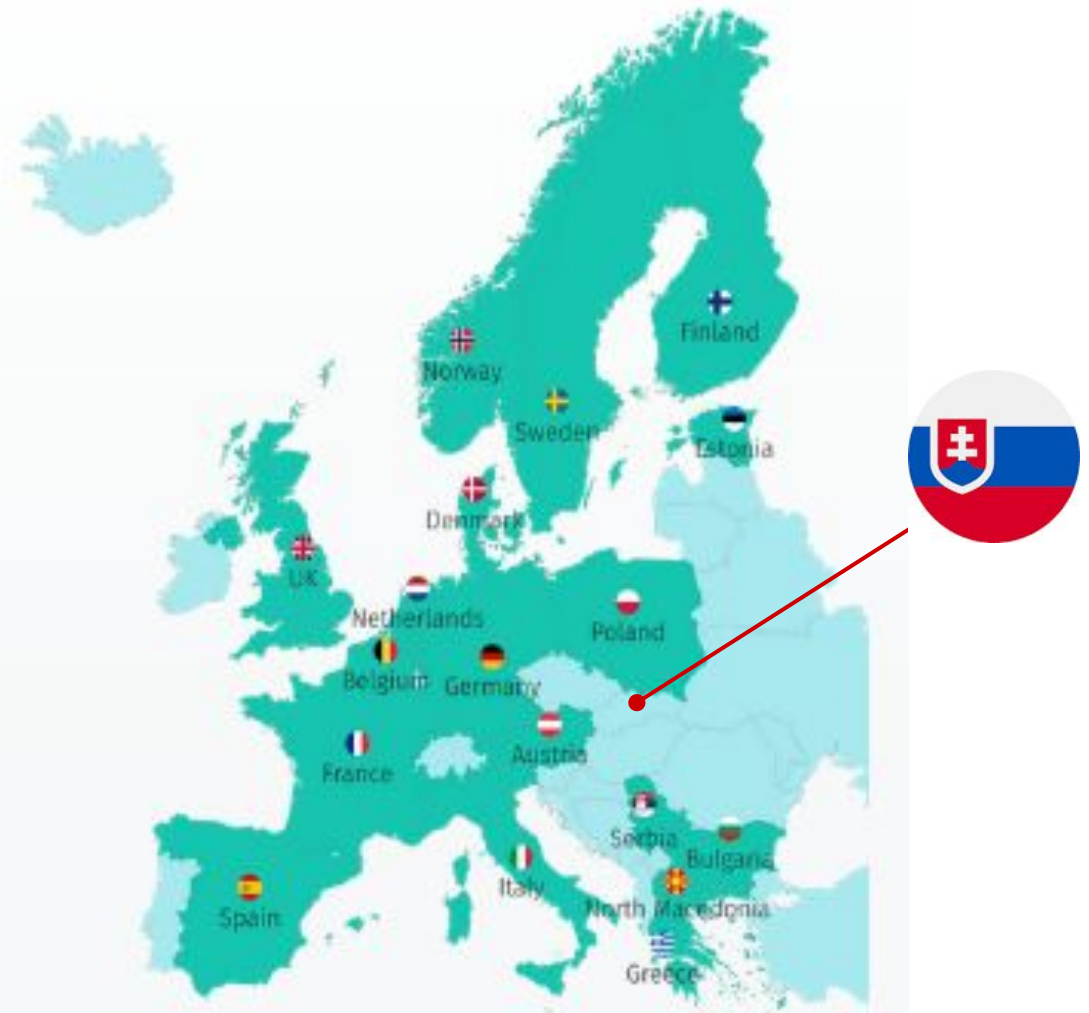 Finland
Norway
Sweden
Estonia
Denmark
UK
Netherlands
Poland
Belgium
Germany
Austria
France
Serbia
Bulgaria
Italy
North Macedonia
Spain
Greece